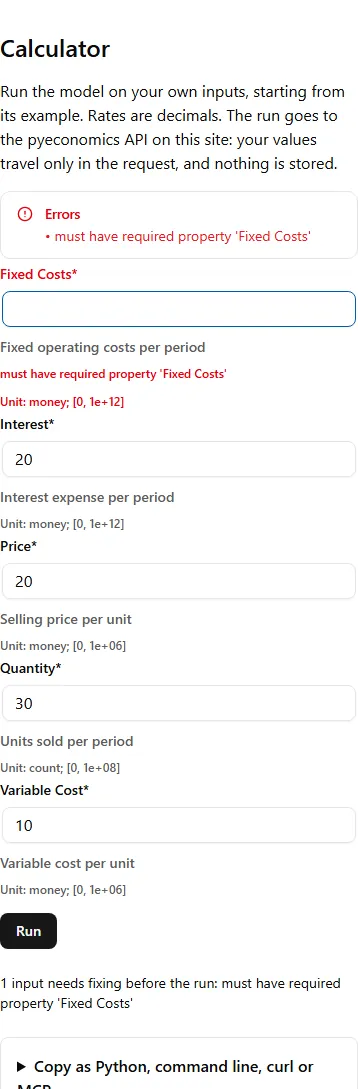 Calculator
Run the model on your own inputs, starting from
its example. Rates are decimals. The run goes to
the pyeconomics API on this site: your values
travel only in the request, and nothing is stored.
Errors
• must have required property 'Fixed Costs'
Fixed Costs*
Fixed operating costs per period
must have required property 'Fixed Costs'
Unit: money; [0, 1e+12]
Interest*
20
Interest expense per period
Unit: money; [0, 1e+12]
Price*
20
Selling price per unit
Unit: money; [0, 1e+06]
Quantity*
30
Units sold per period
Unit: count; [0, 1e+08]
Variable Cost*
10
Variable cost per unit
Unit: money; [0, 1e+06]
Run
1 input needs fixing before the run: must have required
property 'Fixed Costs'
▶ Copy as Python, command line, curl or
MCP